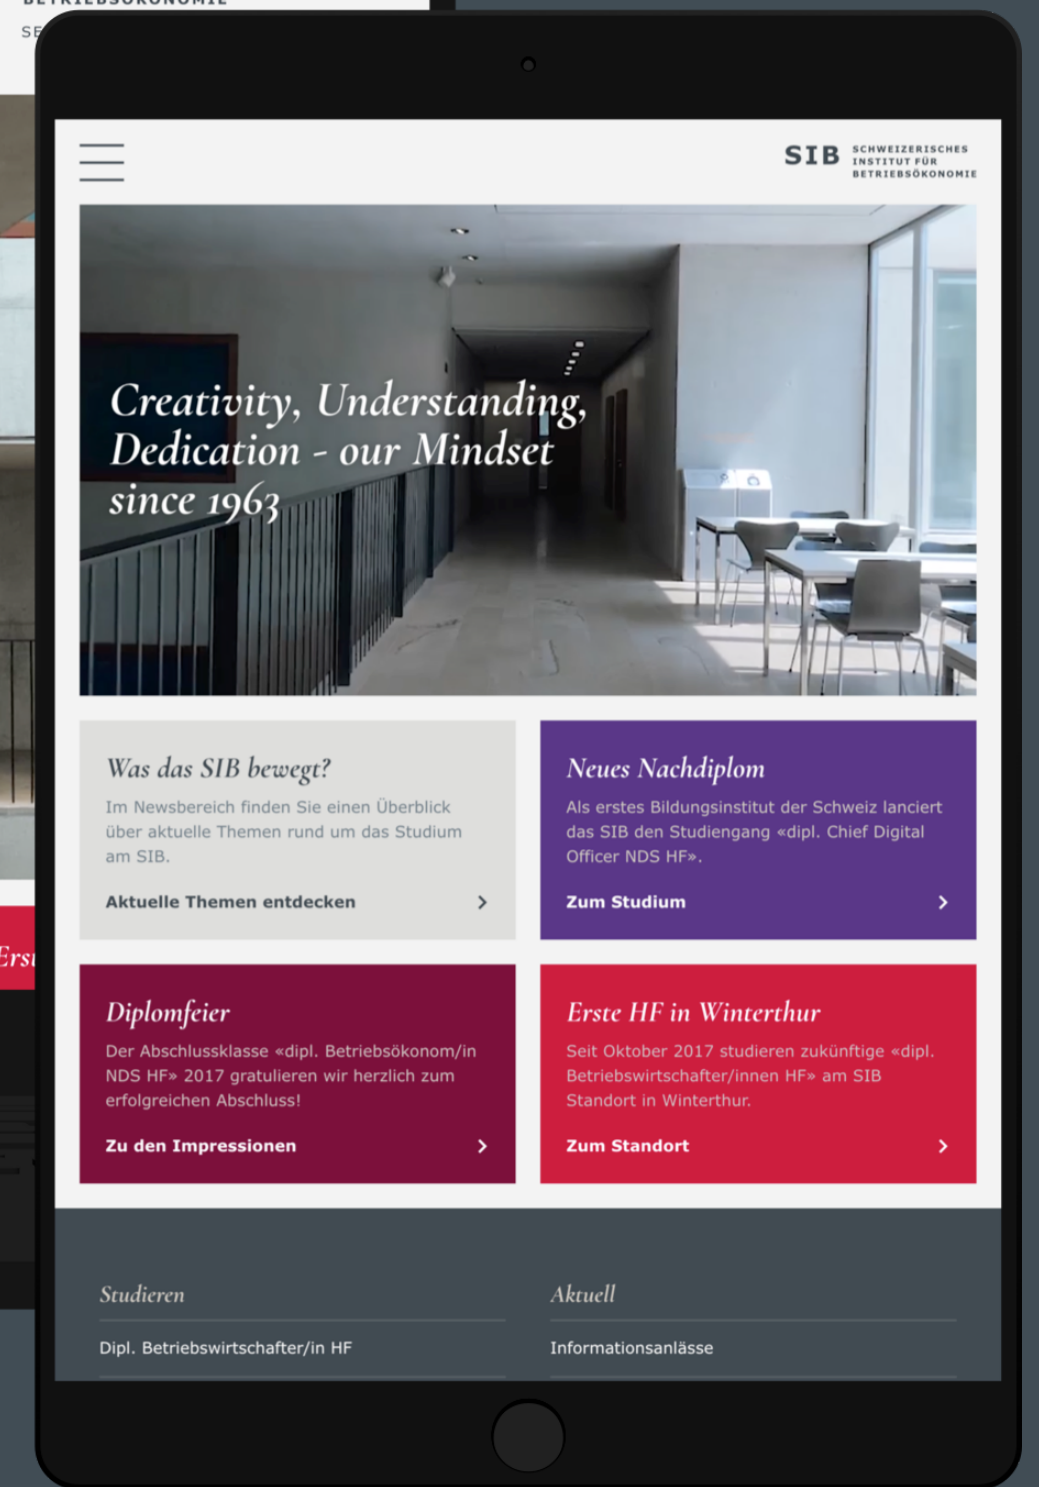 BETRIEBSÖKONOMIE
SIB
SCHWEIZERISCHES
INSTITUT FÜR
BETRIEBSÖKONOMIE
Creativity, Understanding,
Dedication - our Mindset
since 1963
Was das SIB bewegt?
Im Newsbereich finden Sie einen Überblick
über aktuelle Themen rund um das Studium
am SIB.
Aktuelle Themen entdecken
Neues Nachdiplom
Als erstes Bildungsinstitut der Schweiz lanciert
das SIB den Studiengang «dipl. Chief Digital
Officer NDS HF».
Zum Studium
Diplomfeier
Der Abschlussklasse «dipl. Betriebsökonom/in
NDS HF» 2017 gratulieren wir herzlich zum
erfolgreichen Abschluss!
Zu den Impressionen
Erste HF in Winterthur
Seit Oktober 2017 studieren zukünftige «dipl.
Betriebswirtschafter/innen HF» am SIB
Standort in Winterthur.
Zum Standort
Studieren
Dipl. Betriebswirtschafter/in HF
Aktuell
Informationsanlässe